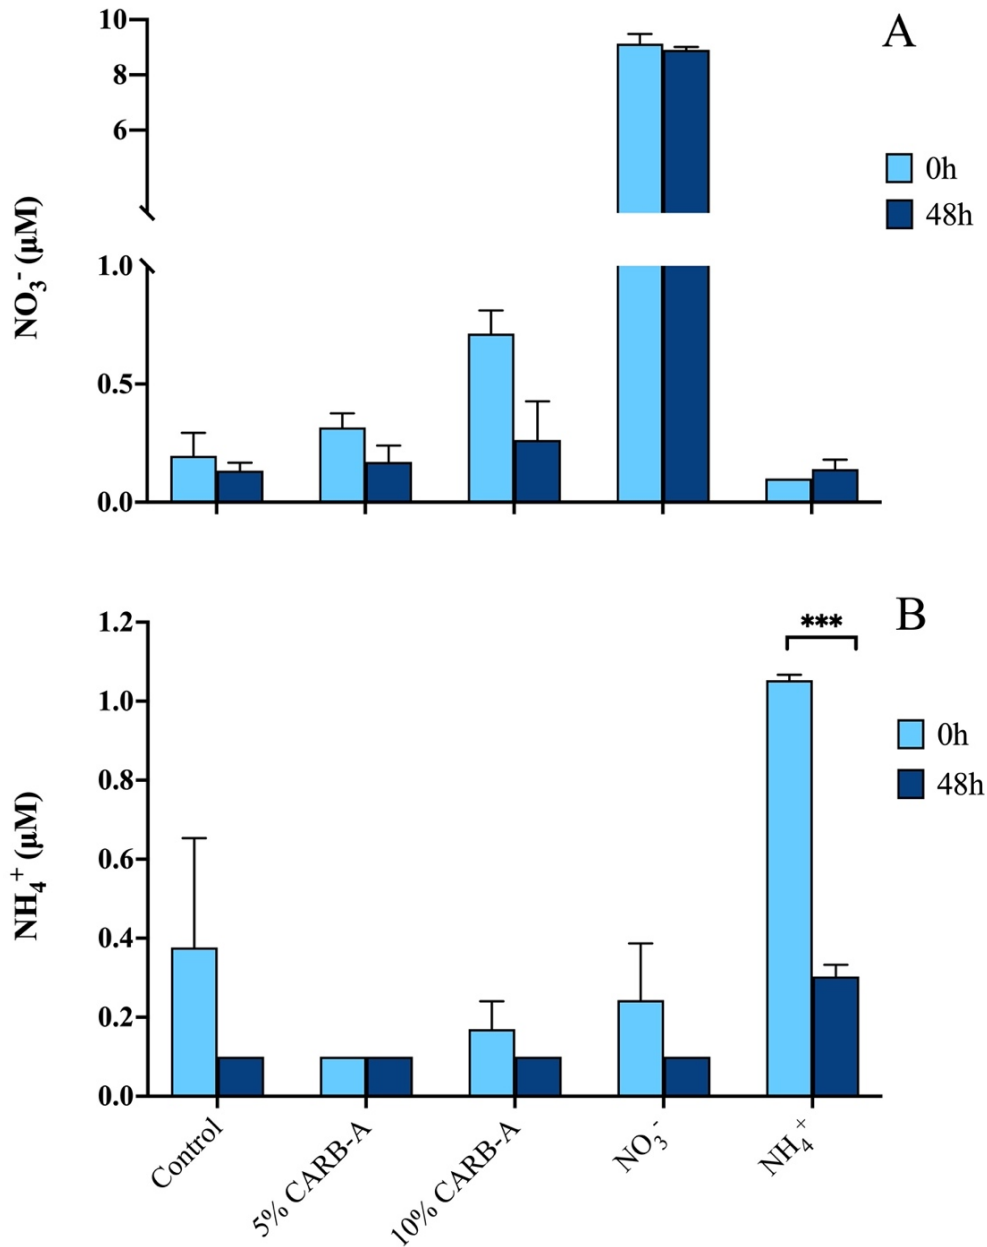 A
10
8
6
1.0
0.5
0.0
NO₃⁻ (µM)
0h
48h
B
***
1.2
1.0
0.8
0.6
0.4
0.2
0.0
NH₄⁺ (µM)
0h
48h
Control
5% CARB-A
10% CARB-A
NO₃⁻
NH₄⁺